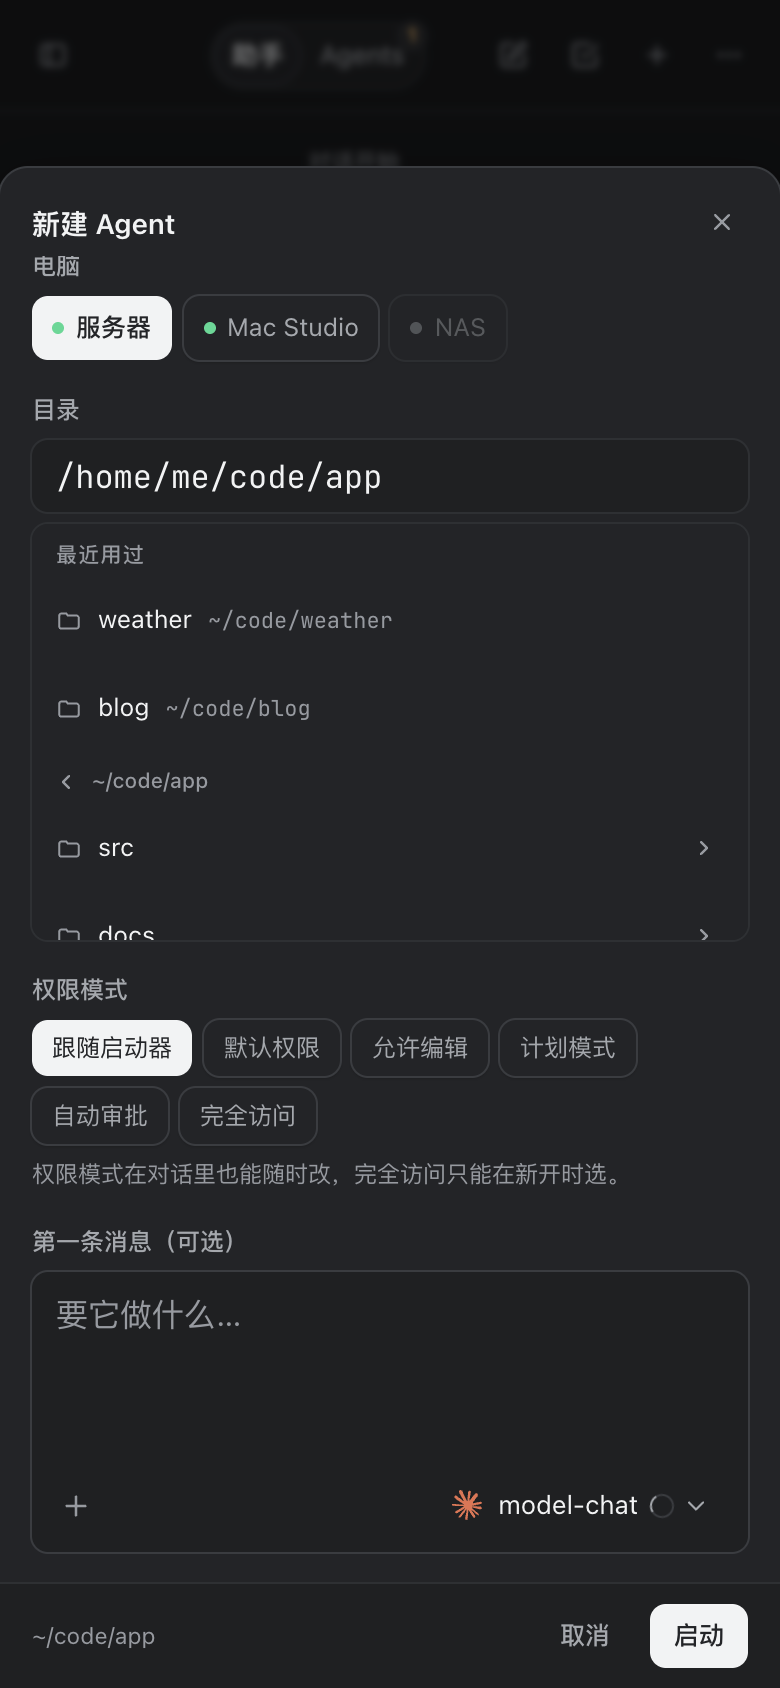 助手 Agents
新建 Agent
电脑
服务器 Mac Studio NAS
目录
/home/me/code/app
最近用过
weather ~/code/weather
blog ~/code/blog
~/code/app
src
docs
权限模式
跟随启动器 默认权限 允许编辑 计划模式
自动审批 完全访问
权限模式在对话里也能随时改，完全访问只能在新开时选。
第一条消息（可选）
要它做什么...
model-chat
~/code/app 取消 启动